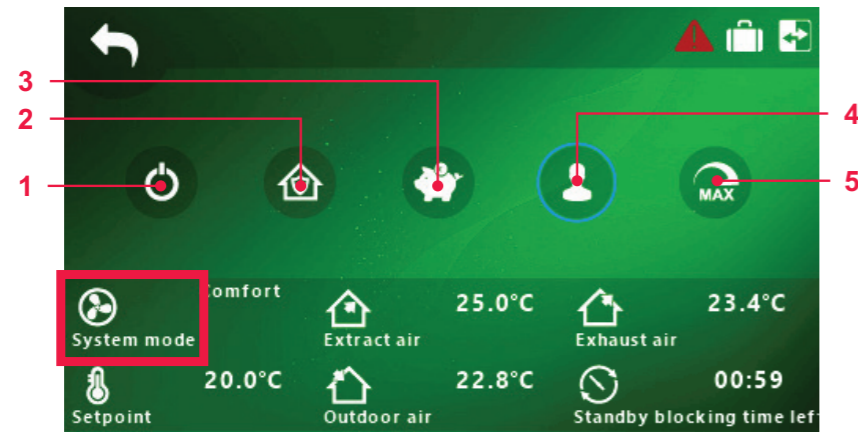 3
2
4
1
5
MAX
Comfort
25.0°C
23.4°C
System mode
Extract air
Exhaust air
20.0°C
22.8°C
00:59
Setpoint
Outdoor air
Standby blocking time lef